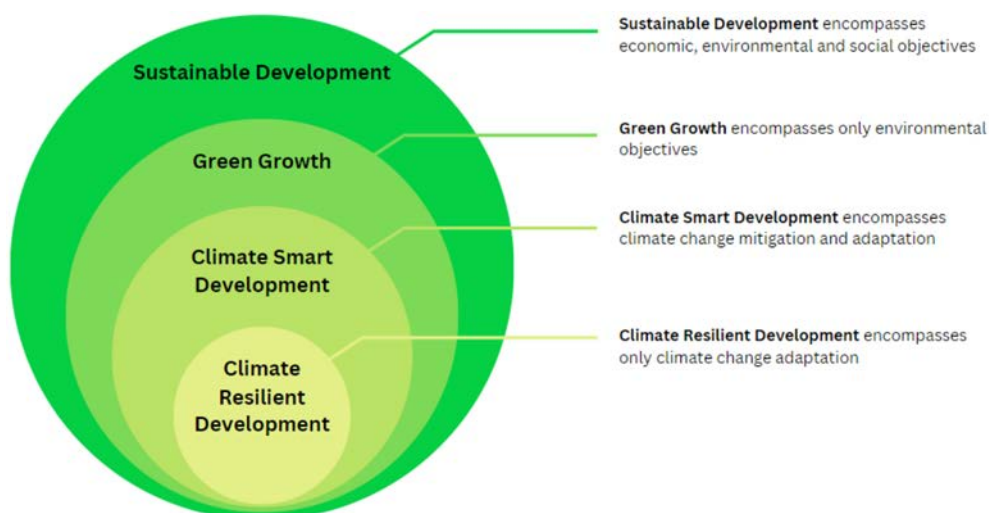 Sustainable Development
Green Growth
Climate Smart
Development
Climate
Resilient
Development
Sustainable Development encompasses
economic, environmental and social objectives
Green Growth encompasses only environmental
objectives
Climate Smart Development encompasses
climate change mitigation and adaptation
Climate Resilient Development encompasses
only climate change adaptation